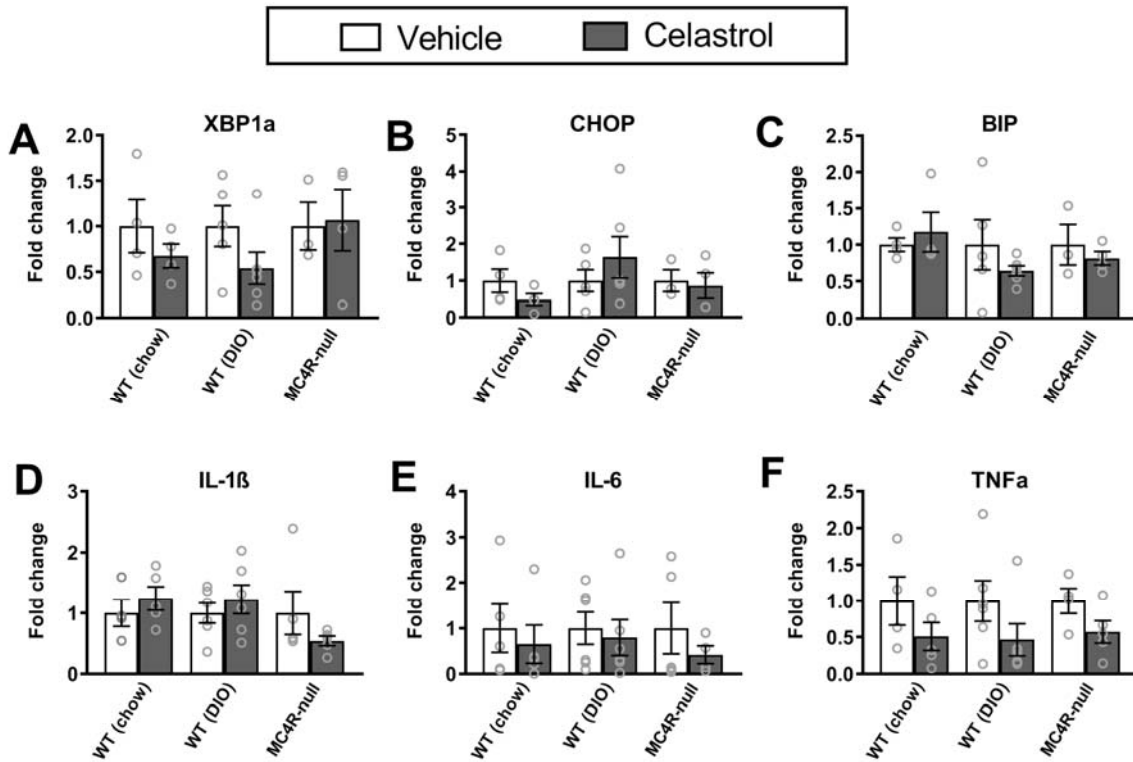 Vehicle Celastrol
A XBP1a
Fold change
2.0
1.5
1.0
0.5
0.0
WT (chow) WT (DIO) MC4R-null
B CHOP
Fold change
5
4
3
2
1
0
WT (chow) WT (DIO) MC4R-null
C BIP
Fold change
2.5
2.0
1.5
1.0
0.5
0.0
WT (chow) WT (DIO) MC4R-null
D IL-1ß
Fold change
3
2
1
0
WT (chow) WT (DIO) MC4R-null
E IL-6
Fold change
4
3
2
1
0
WT (chow) WT (DIO) MC4R-null
F TNFa
Fold change
2.5
2.0
1.5
1.0
0.5
0.0
WT (chow) WT (DIO) MC4R-null